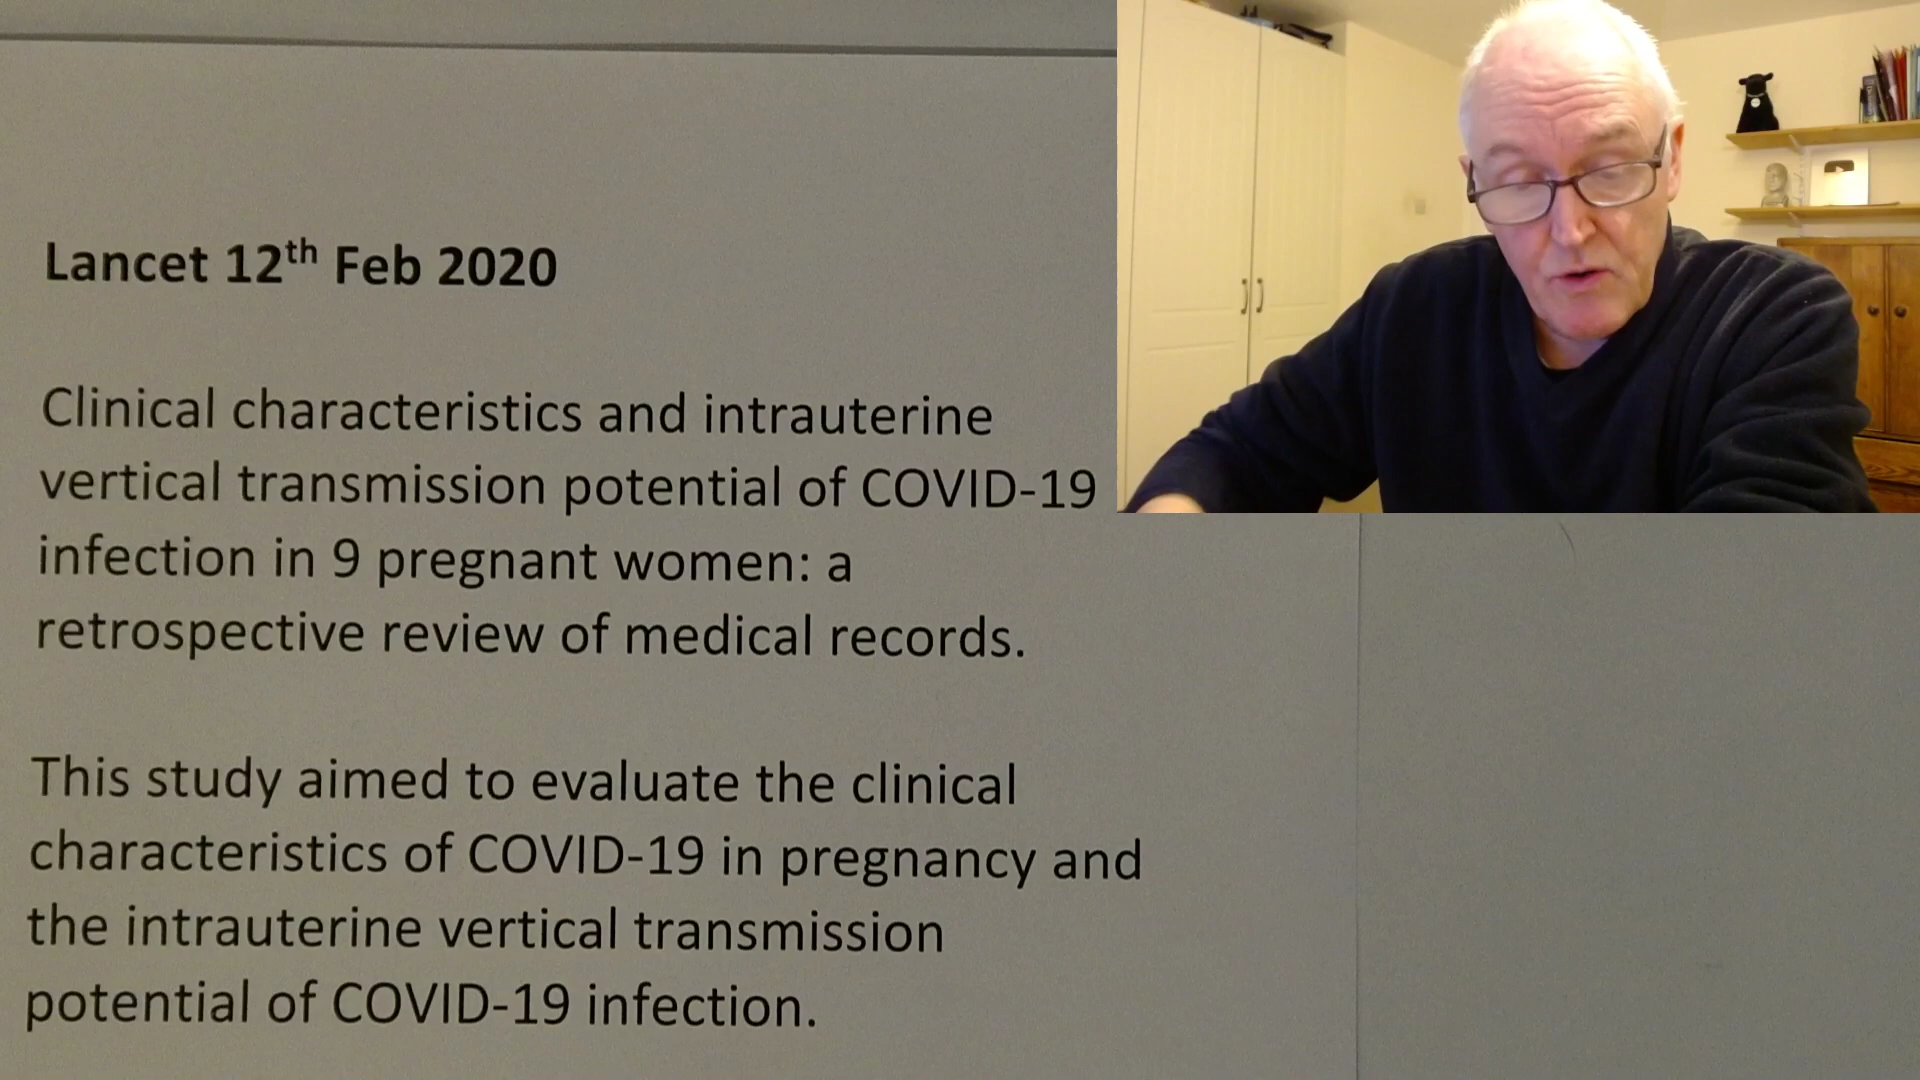 Lancet 12th Feb 2020
Clinical characteristics and intrauterine
vertical transmission potential of COVID-19
infection in 9 pregnant women: a
retrospective review of medical records.
This study aimed to evaluate the clinical
characteristics of COVID-19 in pregnancy and
the intrauterine vertical transmission
potential of COVID-19 infection.